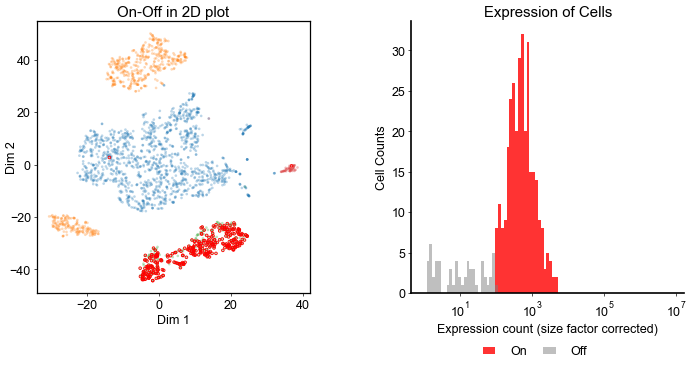 On-Off in 2D plot
Dim 2
40
20
0
−20
−40
−20
0
20
40
Dim 1
Expression of Cells
Cell Counts
30
25
20
15
10
5
0
10^1
10^3
10^5
10^7
Expression count (size factor corrected)
On
Off